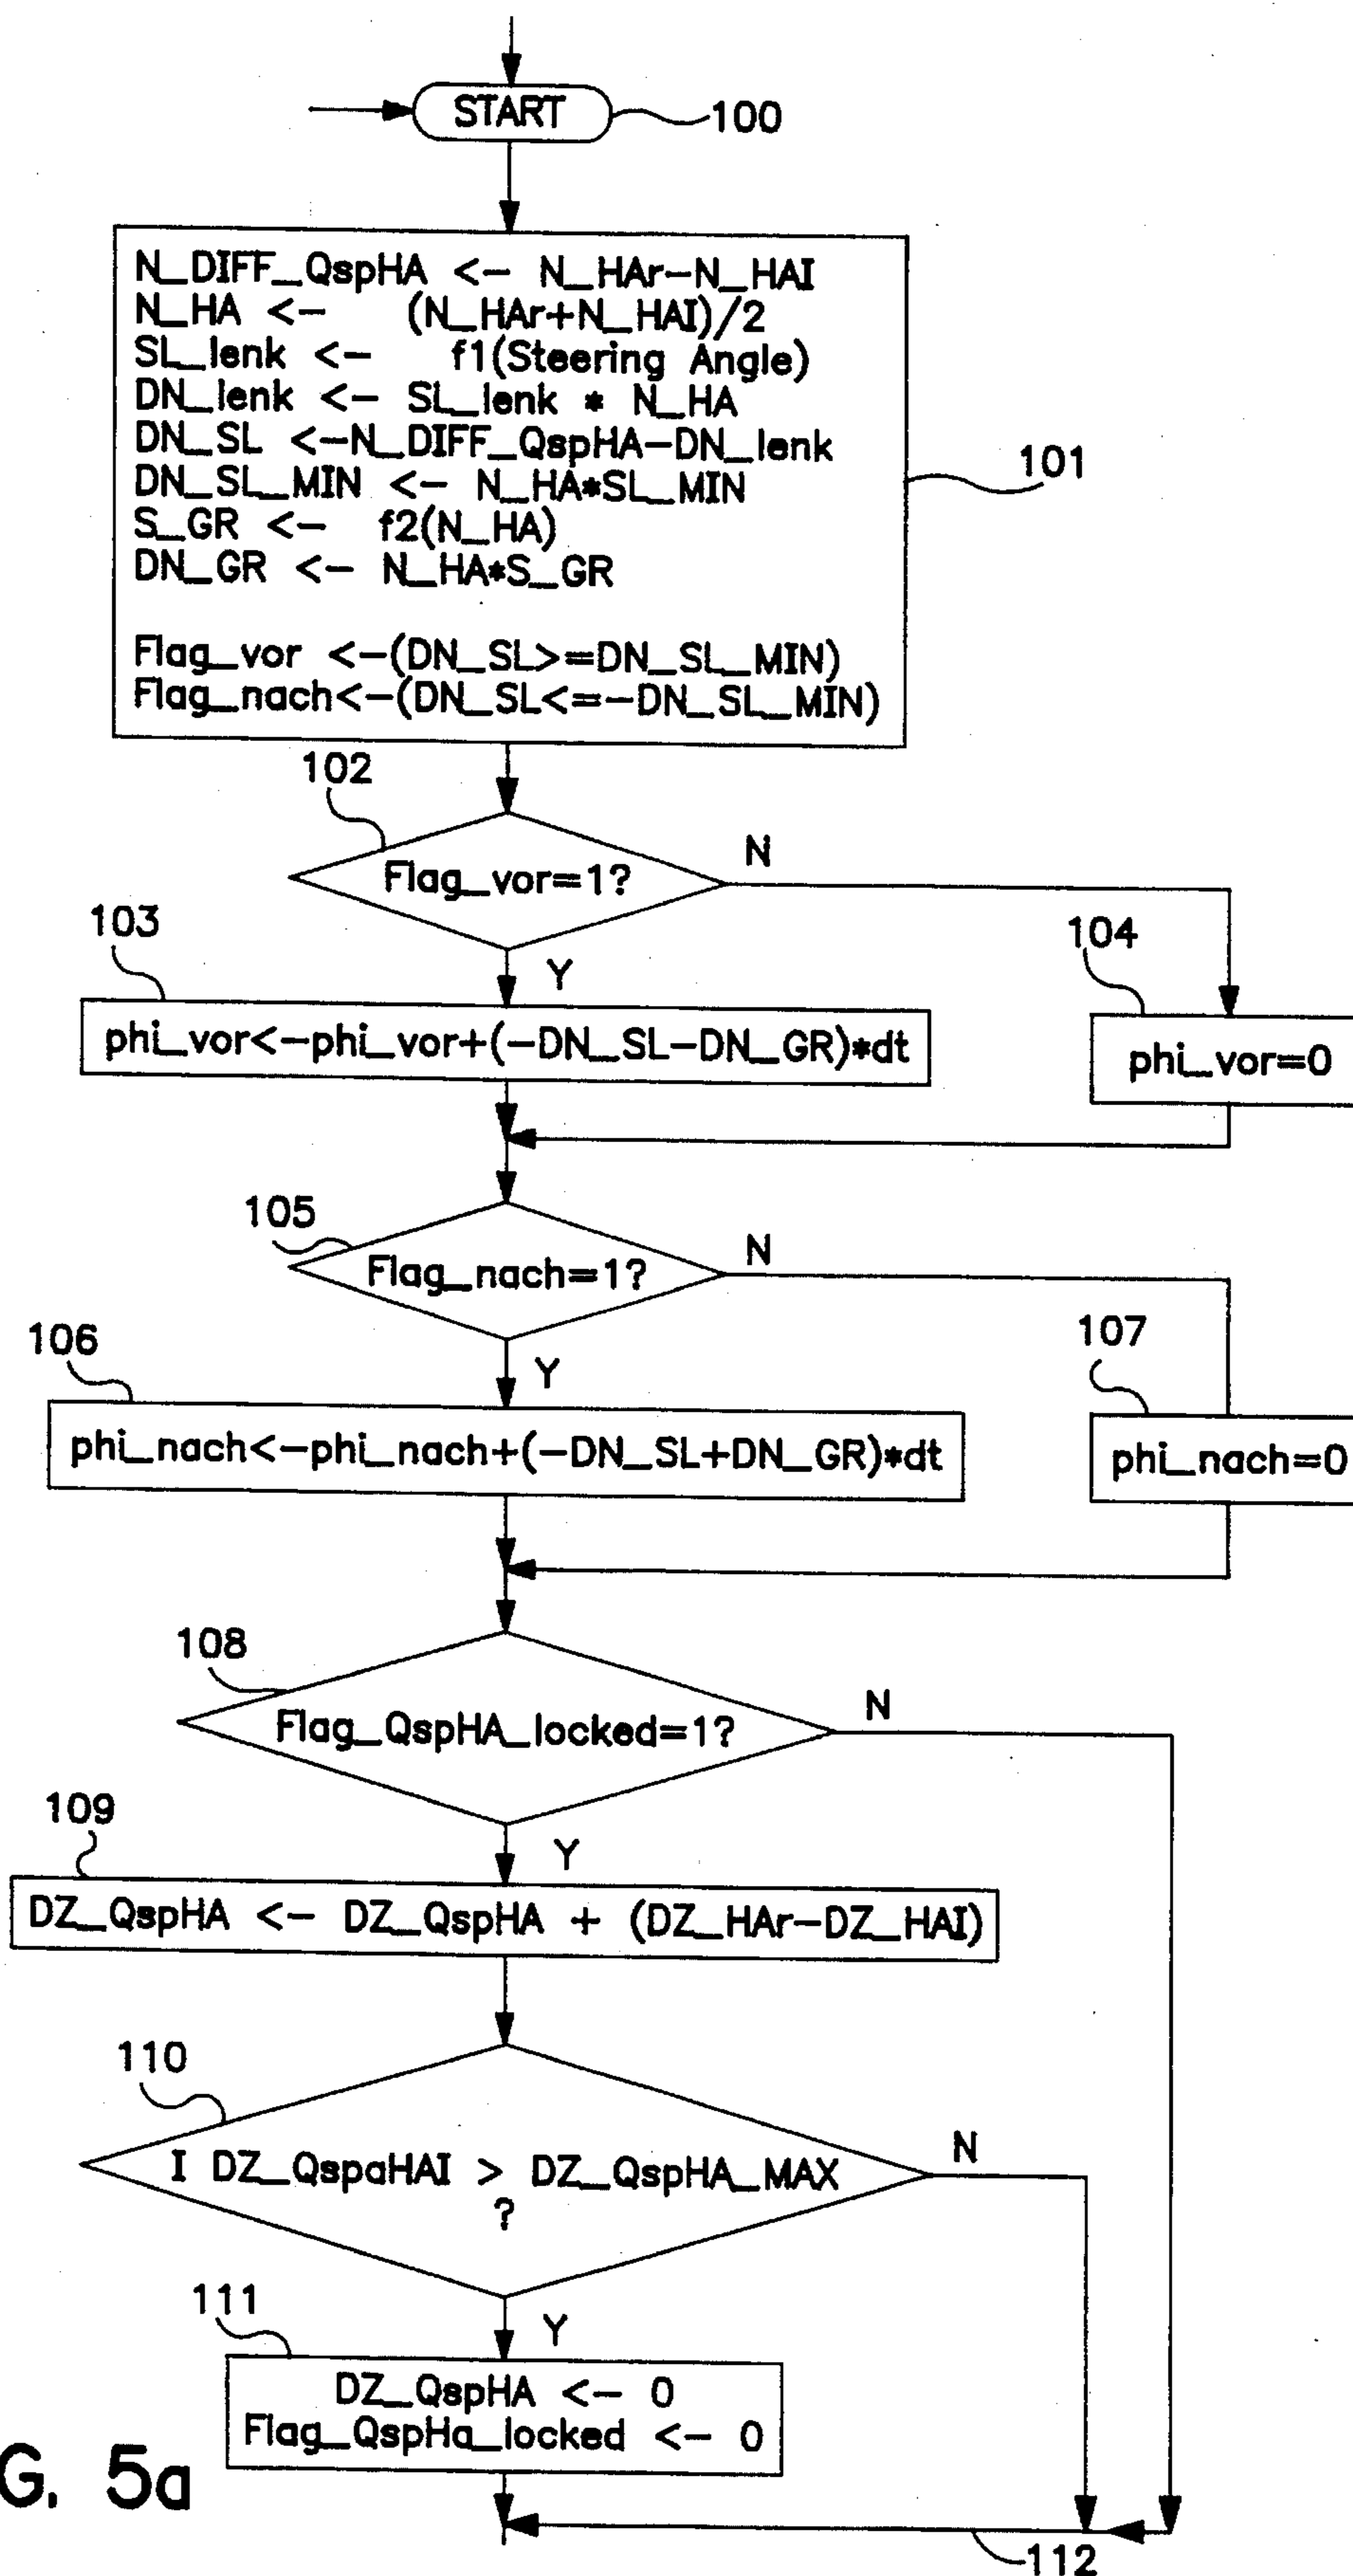 START
100
N_DIFF_QspHA <- N_HAr-N_HAI
N_HA <- (N_HAr+N_HAI)/2
SL_lenk <- f1(Steering Angle)
DN_lenk <- SL_lenk * N_HA
DN_SL <-N_DIFF_QspHA-DN_lenk
DN_SL_MIN <- N_HA*SL_MIN
S_GR <- f2(N_HA)
DN_GR <- N_HA*S_GR
Flag_vor <-(DN_SL>=DN_SL_MIN)
Flag_nach<-(DN_SL<=-DN_SL_MIN)
101
102
Flag_vor=1?
N
103
Y
104
phi_vor<-phi_vor+(-DN_SL-DN_GR)*dt
phi_vor=0
105
Flag_nach=1?
N
106
Y
107
phi_nach<-phi_nach+(-DN_SL+DN_GR)*dt
phi_nach=0
108
Flag_QspHA_locked=1?
N
109
Y
DZ_QspHA <- DZ_QspHA + (DZ_HAr-DZ_HAI)
110
I DZ_QspaHAI > DZ_QspHA_MAX
?
N
111
Y
DZ_QspHA <- 0
Flag_QspHa_locked <- 0
G. 5a
112